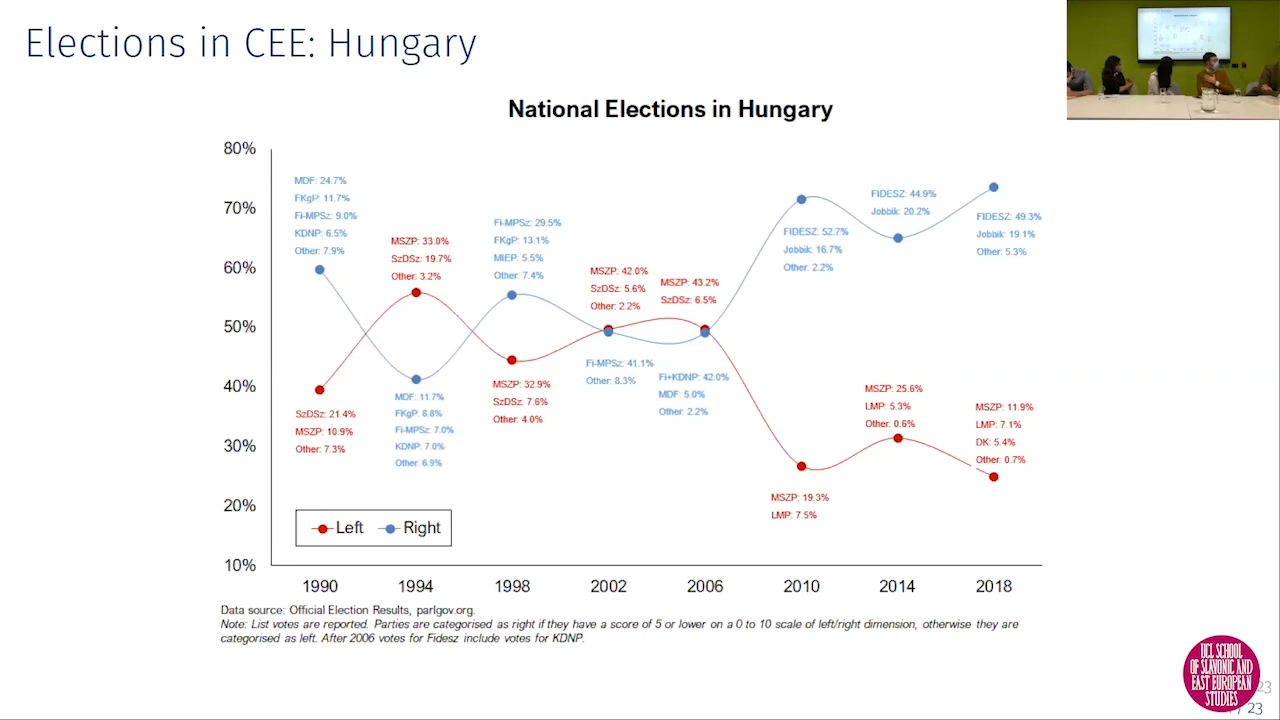 Elections in CEE: Hungary
National Elections in Hungary
80%
70%
60%
50%
40%
30%
20%
10%
MDF: 24.7%
FKgP: 11.7%
Fi-MPSz: 9.0%
KDNP: 6.5%
Other: 7.9%
SzDSz: 21.4%
MSZP: 10.9%
Other: 7.3%
MSZP: 33.0%
SzDSz: 19.7%
Other: 3.2%
MDF: 11.7%
FKgP: 8.8%
Fi-MPSz: 7.0%
KDNP: 7.0%
Other: 6.9%
Fi-MPSz: 29.5%
FKgP: 13.1%
MiEP: 5.5%
Other: 7.4%
MSZP: 32.9%
SzDSz: 7.6%
Other: 4.0%
MSZP: 42.0%
SzDSz: 5.6%
Other: 2.2%
Fi-MPSz: 41.1%
Other: 8.3%
MSZP: 43.2%
SzDSz: 6.5%
Fi+KDNP: 42.0%
MDF: 5.0%
Other: 2.2%
FIDESZ: 52.7%
Jobbik: 16.7%
Other: 2.2%
MSZP: 19.3%
LMP: 7.5%
FIDESZ: 44.9%
Jobbik: 20.2%
MSZP: 25.6%
LMP: 5.3%
Other: 0.6%
FIDESZ: 49.3%
Jobbik: 19.1%
Other: 5.3%
MSZP: 11.9%
LMP: 7.1%
DK: 5.4%
Other: 0.7%
Left Right
1990 1994 1998 2002 2006 2010 2014 2018
Data source: Official Election Results, parlgov.org.
Note: List votes are reported. Parties are categorised as right if they have a score of 5 or lower on a 0 to 10 scale of left/right dimension, otherwise they are
categorised as left. After 2006 votes for Fidesz include votes for KDNP.
UCL SCHOOL
OF SLAVONIC AND
EAST EUROPEAN
STUDIES
23
/ 23